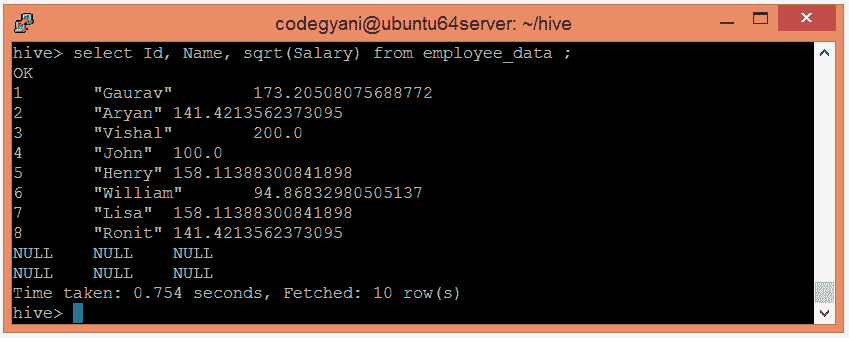 codegyani@ubuntu64server: ~/hive
hive> select Id, Name, sqrt(Salary) from employee_data ;
OK
1 "Gaurav" 173.20508075688772
2 "Aryan" 141.4213562373095
3 "Vishal" 200.0
4 "John" 100.0
5 "Henry" 158.11388300841898
6 "William" 94.86832980505137
7 "Lisa" 158.11388300841898
8 "Ronit" 141.4213562373095
NULL NULL NULL
NULL NULL NULL
Time taken: 0.754 seconds, Fetched: 10 row(s)
hive>